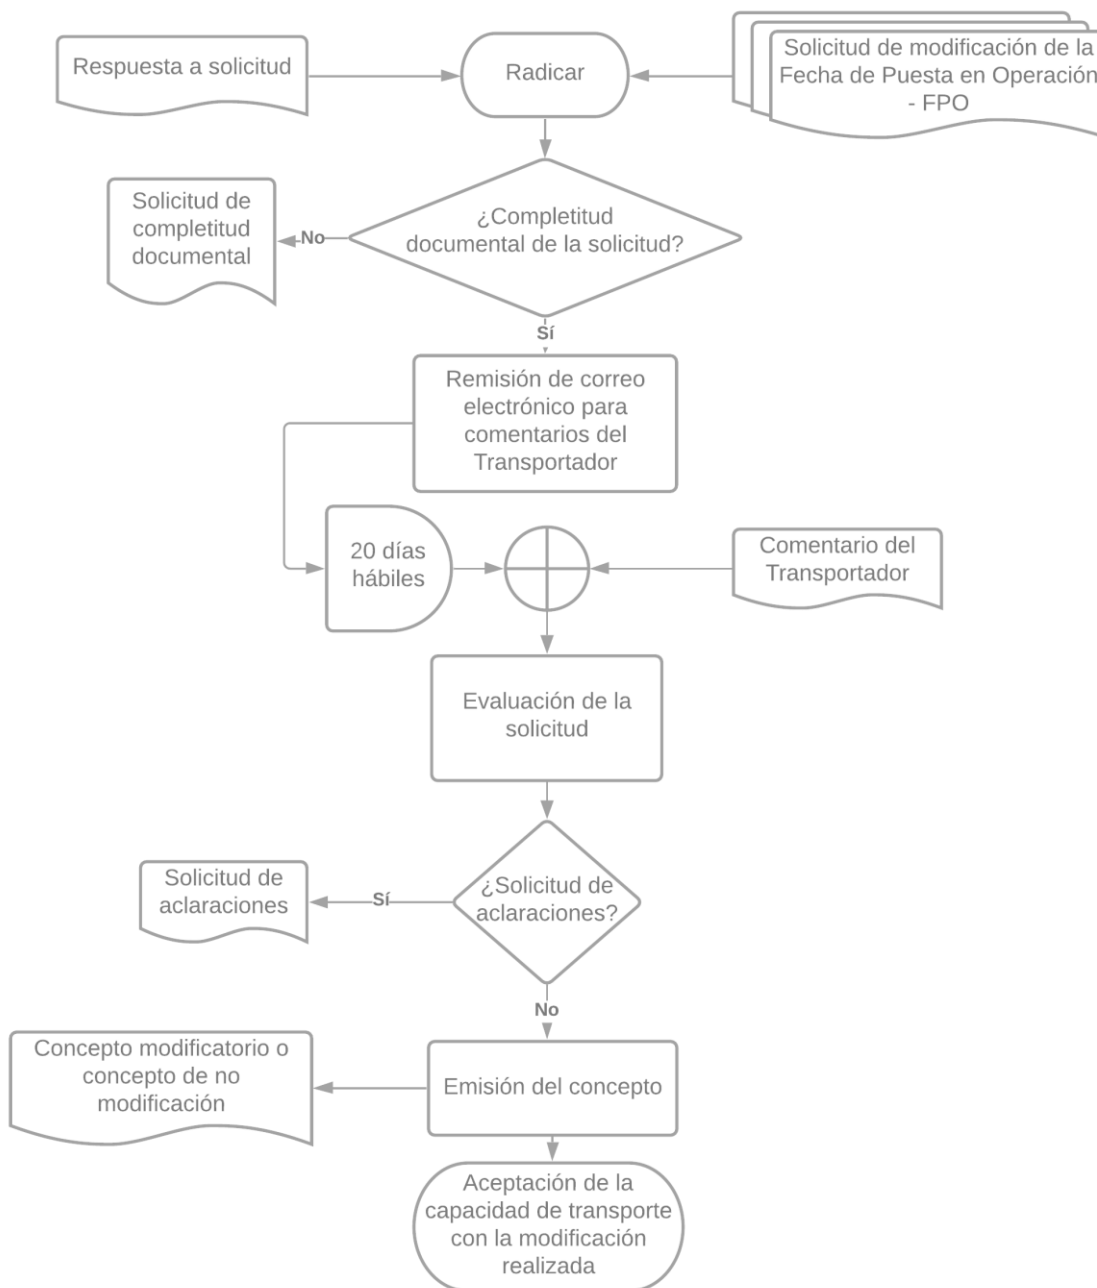 Respuesta a solicitud
Radicar
Solicitud de modificación de la
Fecha de Puesta en Operación
- FPO
¿Completitud
documental de la solicitud?
No
Solicitud de
completitud
documental
Sí
Remisión de correo
electrónico para
comentarios del
Transportador
20 días
hábiles
Comentario del
Transportador
Evaluación de la
solicitud
¿Solicitud de
aclaraciones?
Sí
Solicitud de
aclaraciones
No
Emisión del concepto
Concepto modificatorio o
concepto de no
modificación
Aceptación de la
capacidad de transporte
con la modificación
realizada